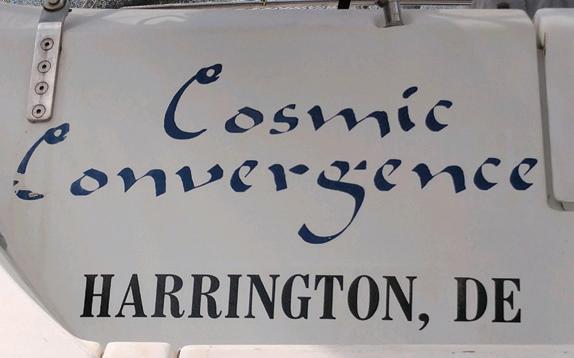 Cosmic
Convergence
HARRINGTON, DE